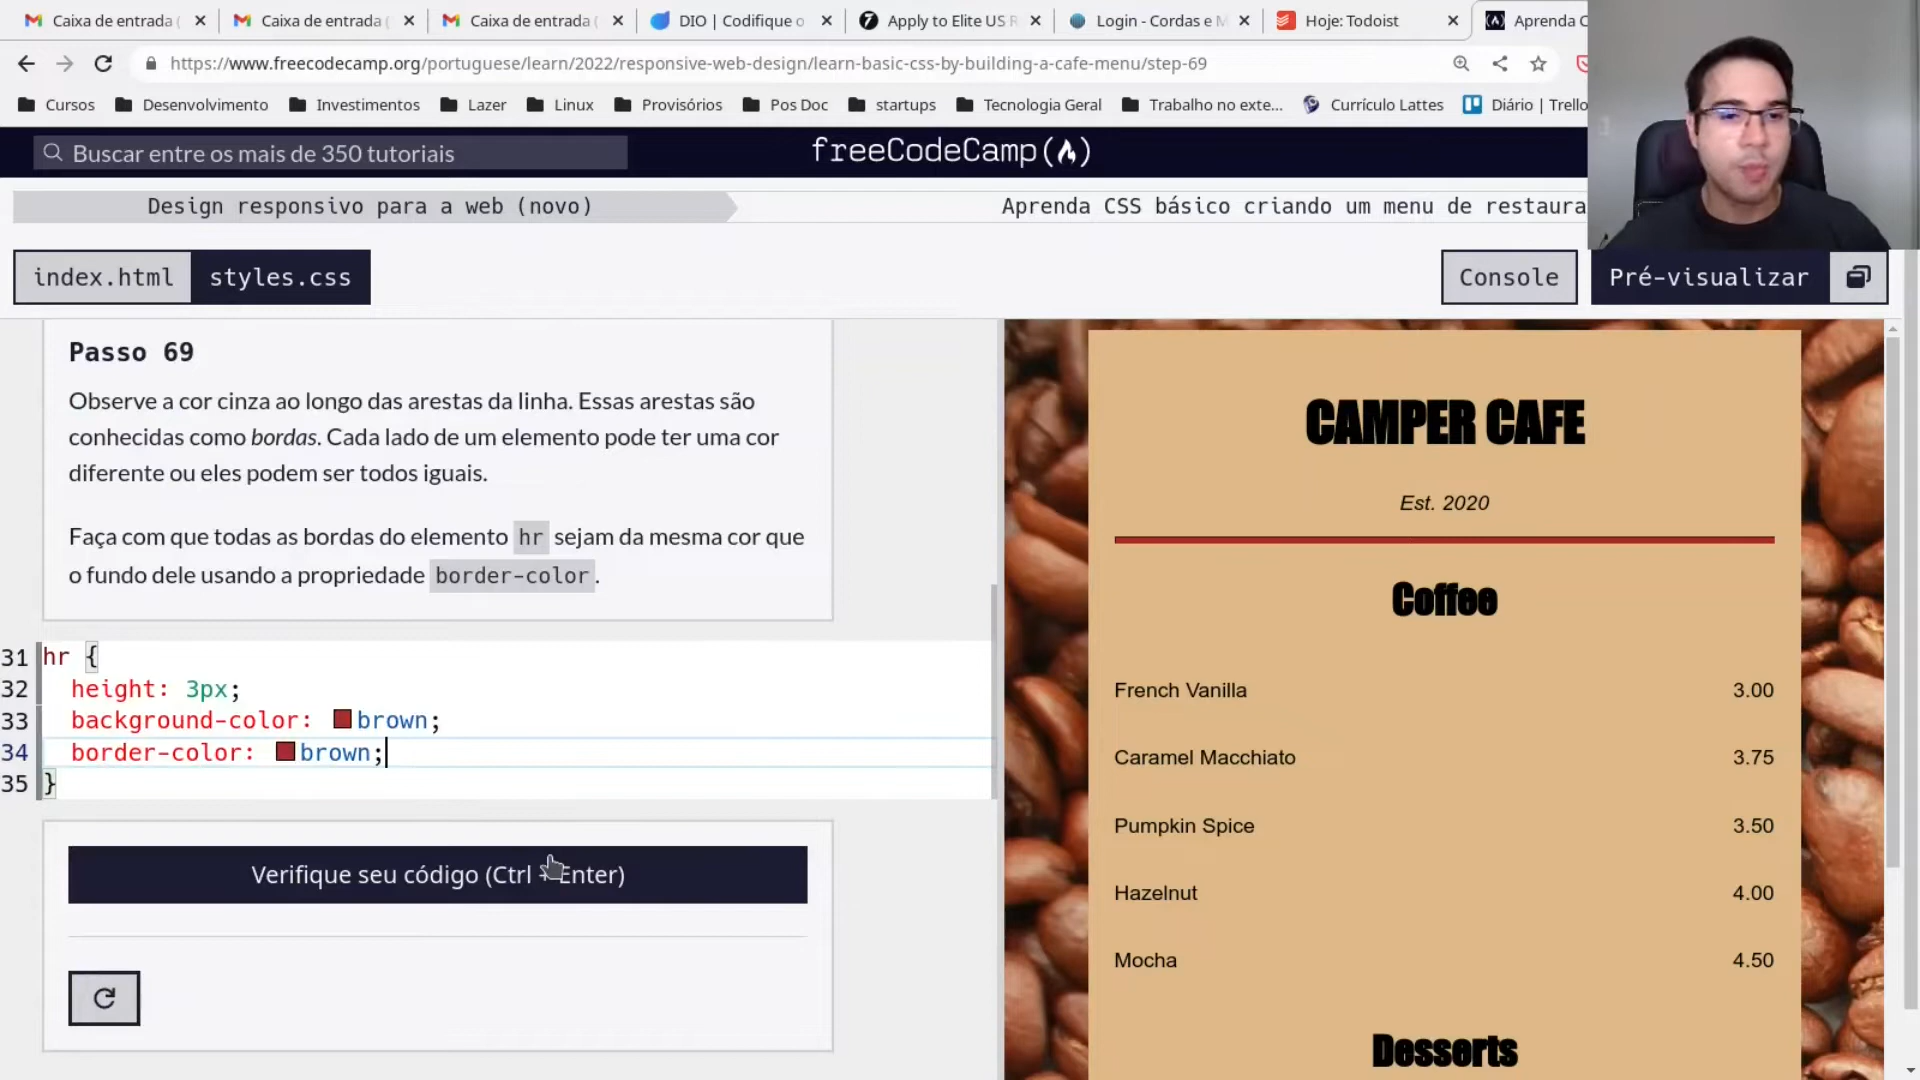 Caixa de entrada (
Caixa de entrada (
Caixa de entrada (
DIO | Codifique o
Apply to Elite US R
Login - Cordas e M
Hoje: Todoist
Aprenda C
https://www.freecodecamp.org/portuguese/learn/2022/responsive-web-design/learn-basic-css-by-building-a-cafe-menu/step-69
Cursos
Desenvolvimento
Investimentos
Lazer
Linux
Provisórios
Pos Doc
startups
Tecnologia Geral
Trabalho no exte...
Currículo Lattes
Diário | Trello
Buscar entre os mais de 350 tutoriais
freeCodeCamp
Design responsivo para a web (novo)
Aprenda CSS básico criando um menu de restaura
index.html
styles.css
Console
Pré-visualizar
Passo 69
Observe a cor cinza ao longo das arestas da linha. Essas arestas são
conhecidas como bordas. Cada lado de um elemento pode ter uma cor
diferente ou eles podem ser todos iguais.
Faça com que todas as bordas do elemento hr sejam da mesma cor que
o fundo dele usando a propriedade border-color.
31 hr {
32 height: 3px;
33 background-color: brown;
34 border-color: brown;
35 }
Verifique seu código (Ctrl + Enter)
CAMPER CAFE
Est. 2020
Coffee
French Vanilla 3.00
Caramel Macchiato 3.75
Pumpkin Spice 3.50
Hazelnut 4.00
Mocha 4.50
Desserts